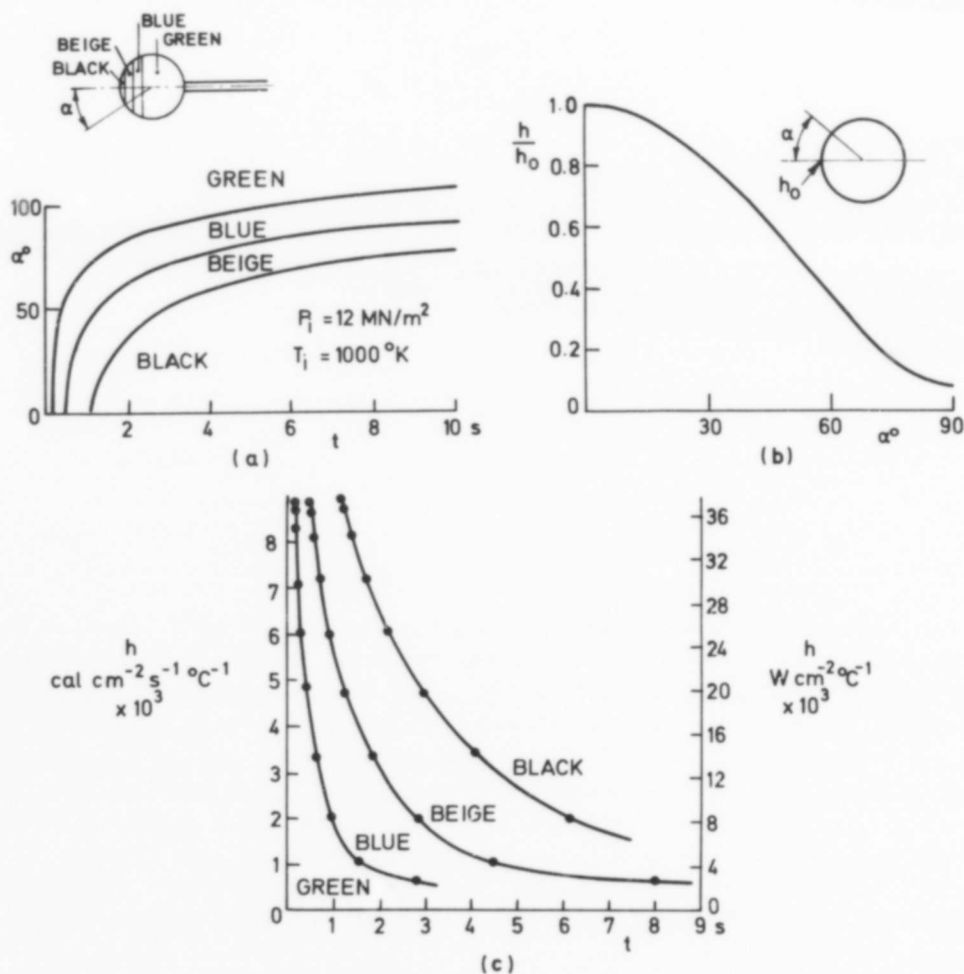 BLUE
GREEN
BEIGE
BLACK
α
GREEN
BLUE
BEIGE
BLACK
100
α°
50
0
P_i = 12 MN/m²
T_i = 1000 °K
2 4 6 8 10 s
t
(a)
h/h₀
1.0
0.8
0.6
0.4
0.2
0
α
h₀
30 60 90
α°
(b)
8
7
6
5
4
3
2
1
0
h
cal cm⁻² s⁻¹ °C⁻¹
x 10³
BLACK
BEIGE
BLUE
GREEN
36
32
28
24
20
16
12
8
4
0
h
W cm⁻² °C⁻¹
x 10³
1 2 3 4 5 6 7 8 9 s
t
(c)